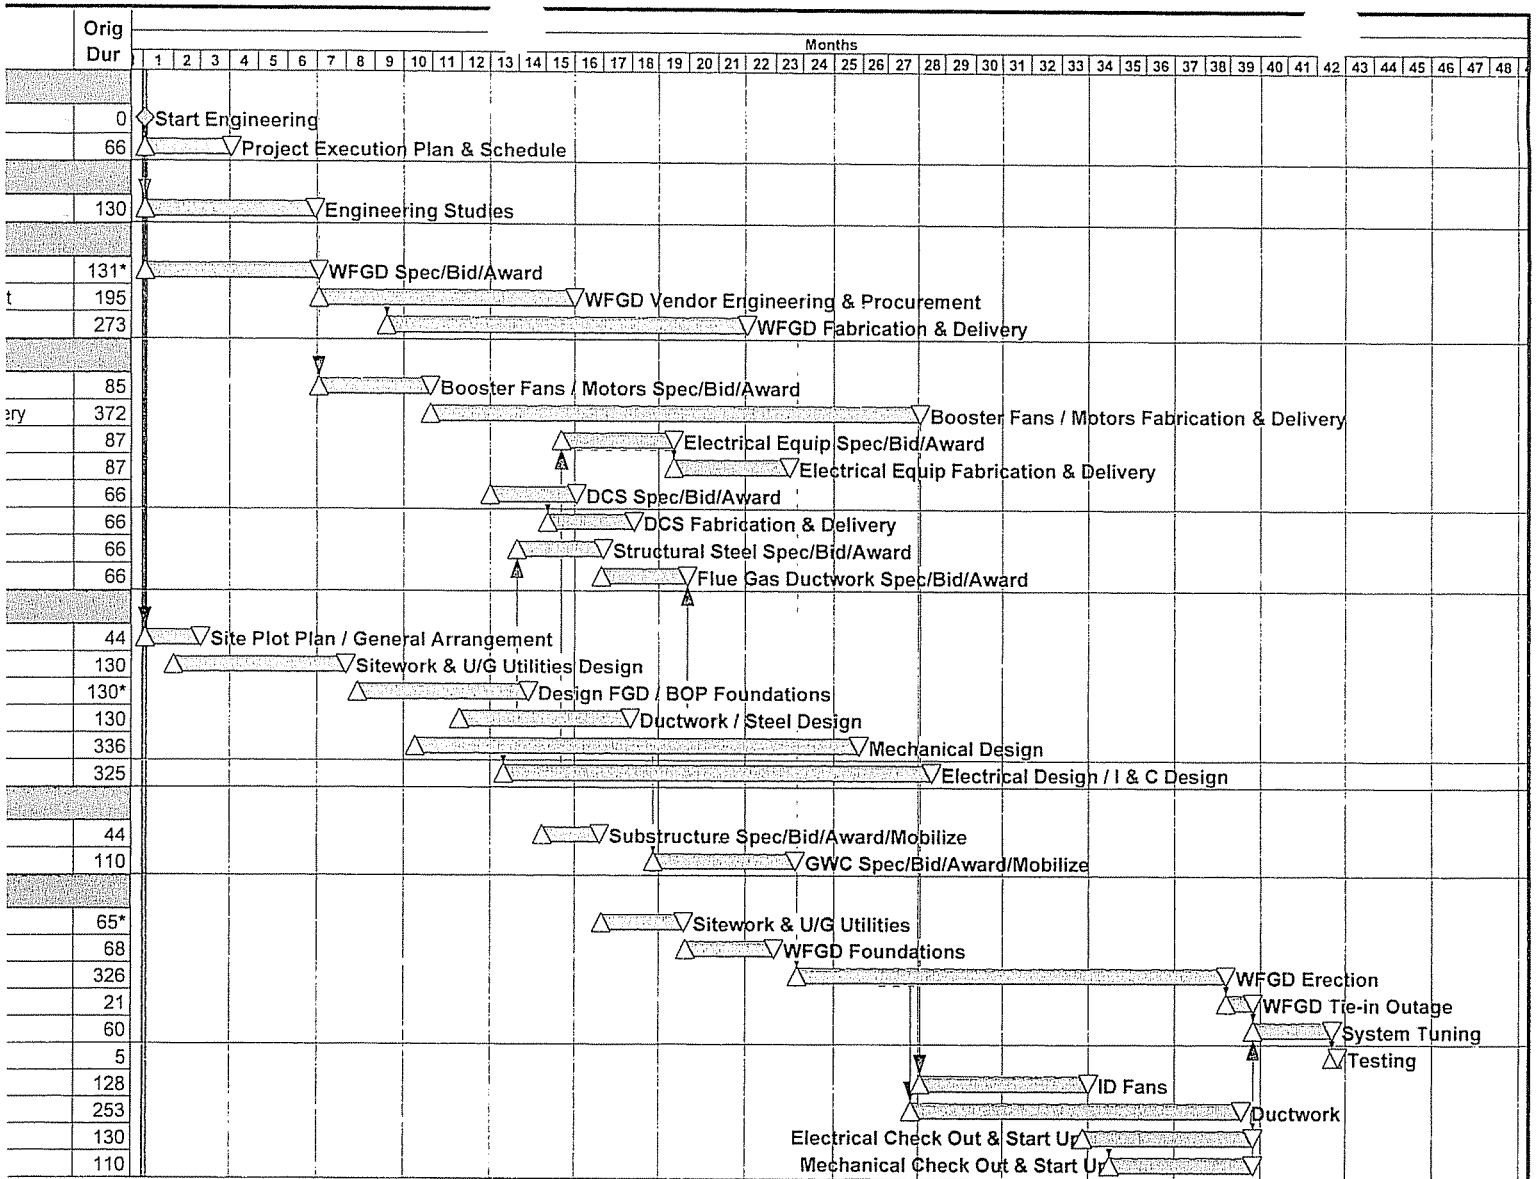 Orig
Dur
Months
1 2 3 4 5 6 7 8 9 10 11 12 13 14 15 16 17 18 19 20 21 22 23 24 25 26 27 28 29 30 31 32 33 34 35 36 37 38 39 40 41 42 43 44 45 46 47 48
0 Start Engineering
66 Project Execution Plan & Schedule
130 Engineering Studies
131* WFGD Spec/Bid/Award
t 195 WFGD Vendor Engineering & Procurement
273 WFGD Fabrication & Delivery
85 Booster Fans / Motors Spec/Bid/Award
ery 372 Booster Fans / Motors Fabrication & Delivery
87 Electrical Equip Spec/Bid/Award
87 Electrical Equip Fabrication & Delivery
66 DCS Spec/Bid/Award
66 DCS Fabrication & Delivery
66 Structural Steel Spec/Bid/Award
66 Flue Gas Ductwork Spec/Bid/Award
44 Site Plot Plan / General Arrangement
130 Sitework & U/G Utilities Design
130* Design FGD / BOP Foundations
130 Ductwork / Steel Design
336 Mechanical Design
325 Electrical Design / I & C Design
44 Substructure Spec/Bid/Award/Mobilize
110 GWC Spec/Bid/Award/Mobilize
65* Sitework & U/G Utilities
68 WFGD Foundations
326 WFGD Erection
21 WFGD Tie-in Outage
60 System Tuning
5 Testing
128 ID Fans
253 Ductwork
130 Electrical Check Out & Start Up
110 Mechanical Check Out & Start Up